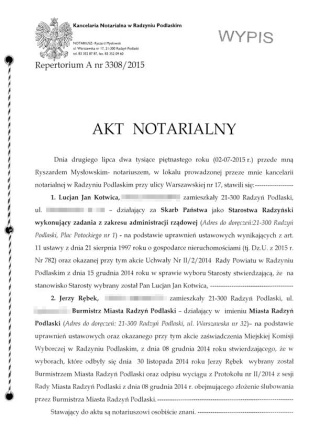 Kancelaria Notarialna w Radzyniu Podlaskim
NOTARIUSZ: Ryszard Mysłowski
ul. Warszawska nr 17, 21-300 Radzyń Podlaski
WYPIS
Repertorium A nr 3308/2015
AKT NOTARIALNY
Dnia drugiego lipca dwa tysiące piętnastego roku (02-07-2015 r.) przede mną
Ryszardem Mysłowskim- notariuszem, w lokalu prowadzonej przeze mnie kancelarii
notarialnej w Radzyniu Podlaskim przy ulicy Warszawskiej nr 17, stawili się:
1. Lucjan Jan Kotwica, zamieszkały 21-300 Radzyń Podlaski,
ul. – działający za Skarb Państwa jako Starostwa Radzyński
wykonujący zadania z zakresu administracji rządowej (Adres do doręczeń:21-300 Radzyń
Podlaski, Plac Potockiego nr 1) - na podstawie uprawnień ustawowych wynikających z art.
11 ustawy z dnia 21 sierpnia 1997 roku o gospodarce nieruchomościami (tj. Dz.U. z 2015 r.
Nr 782) oraz okazanej przy tym akcie Uchwały Nr II/2/2014 Rady Powiatu w Radzyniu
Podlaskim z dnia 15 grudnia 2014 roku w sprawie wyboru Starosty stwierdzającej, że na
stanowisko Starosty wybrany został Pan Lucjan Jan Kotwica,
2. Jerzy Rębek, zamieszkały 21-300 Radzyń Podlaski, ul.
Burmistrz Miasta Radzyń Podlaski – działający w imieniu Miasta Radzyń
Podlaski (Adres do doręczeń: 21-300 Radzyń Podlaski, ul. Warszawska nr 32)– na podstawie
uprawnień ustawowych oraz okazanego przy tym akcie zaświadczenia Miejskiej Komisji
Wyborczej w Radzyniu Podlaskim, z dnia 08 grudnia 2014 roku stwierdzającego, że w
wyborach, które odbyły się dnia 30 listopada 2014 roku Jerzy Rębek wybrany został
Burmistrzem Miasta Radzyń Podlaski oraz odpisu wyciągu z Protokołu nr II/2014 z sesji
Rady Miasta Radzyń Podlaski z dnia 08 grudnia 2014 r. obejmującego złożenie ślubowania
przez Burmistrza Miasta Radzyń Podlaski.
Stawający do aktu są notariuszowi osobiście znani.